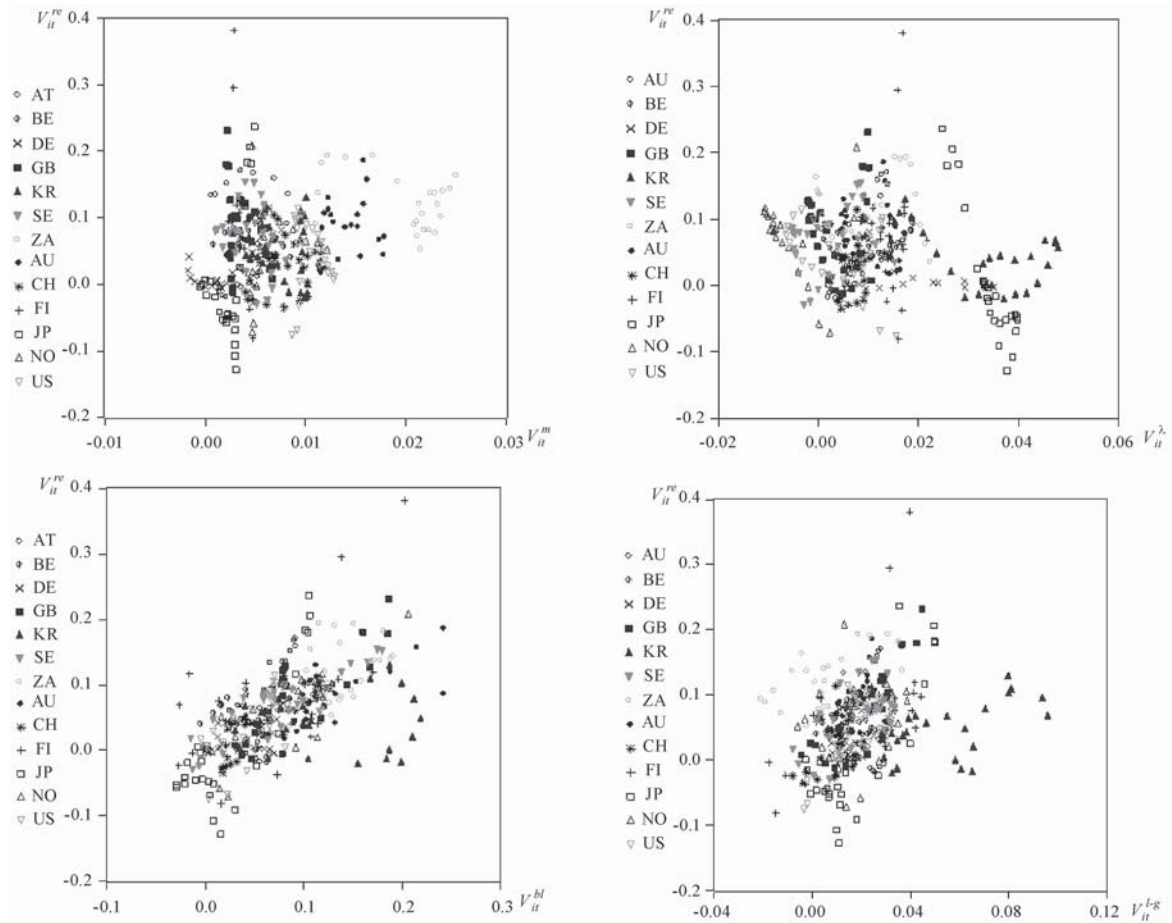 V_it^re
0.4
0.3
0.2
0.1
0.0
-0.1
-0.2
AT
BE
DE
GB
KR
SE
ZA
AU
CH
FI
JP
NO
US
-0.01 0.00 0.01 0.02 0.03
V_it^m
V_it^re
0.4
0.3
0.2
0.1
0.0
-0.1
-0.2
AU
BE
DE
GB
KR
SE
ZA
AU
CH
FI
JP
NO
US
-0.02 0.00 0.02 0.04 0.06
V_it^λ
V_it^re
0.4
0.3
0.2
0.1
0.0
-0.1
-0.2
AT
BE
DE
GB
KR
SE
ZA
AU
CH
FI
JP
NO
US
-0.1 0.0 0.1 0.2 0.3
V_it^bl
V_it^re
0.4
0.3
0.2
0.1
0.0
-0.1
-0.2
AU
BE
DE
GB
KR
SE
ZA
AU
CH
FI
JP
NO
US
-0.04 0.00 0.04 0.08 0.12
V_it^l-g